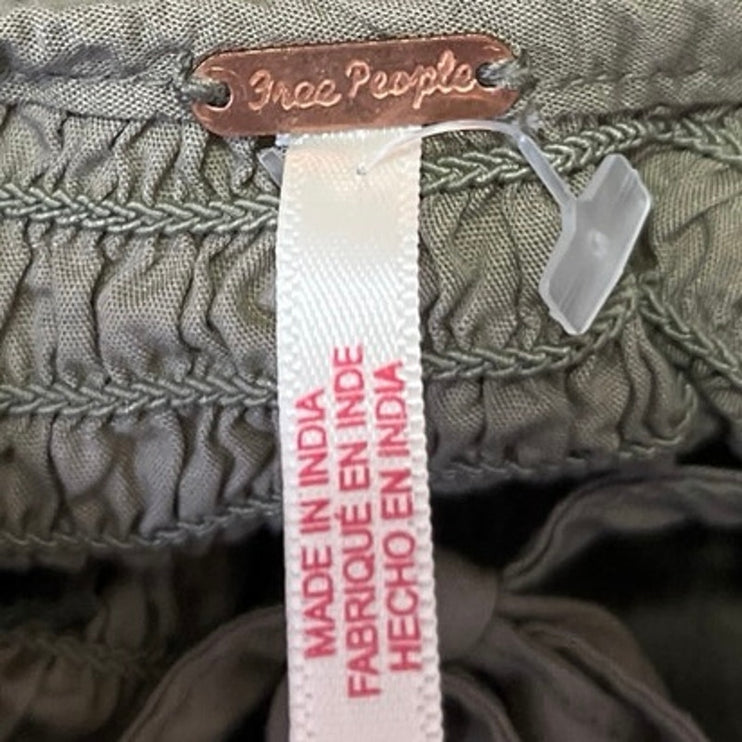 Free People
MADE IN INDIA
FABRIQUÉ EN INDE
HECHO EN INDIA